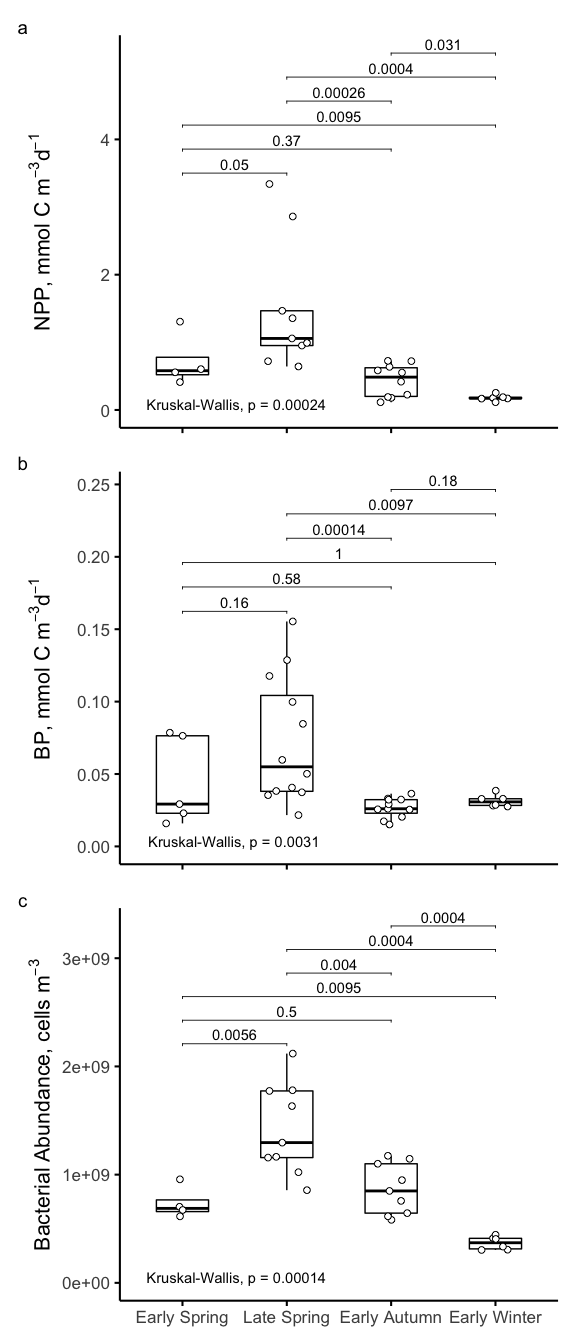 a
NPP, mmol C m⁻³d⁻¹
0.031
0.0004
0.00026
0.0095
0.37
0.05
4
2
0
Kruskal-Wallis, p = 0.00024
b
BP, mmol C m⁻³d⁻¹
0.18
0.0097
0.00014
1
0.58
0.16
0.25
0.20
0.15
0.10
0.05
0.00
Kruskal-Wallis, p = 0.0031
c
Bacterial Abundance, cells m⁻³
0.0004
0.0004
0.004
0.0095
0.5
0.0056
3e+09
2e+09
1e+09
0e+00
Kruskal-Wallis, p = 0.00014
Early Spring Late Spring Early Autumn Early Winter